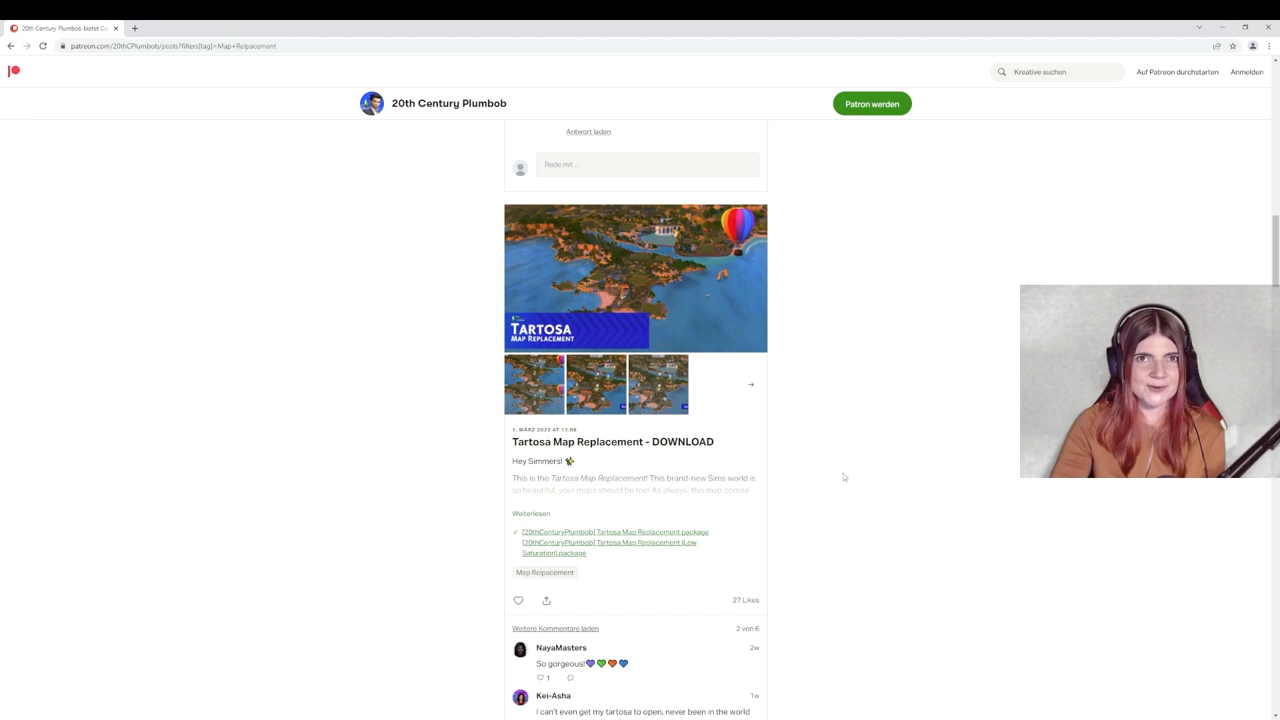 20th Century Plumbob bietet Co
patreon.com/20thCPlumbob/posts?filters[tag]=Map+Relpacement
Kreative suchen
Auf Patreon durchstarten
Anmelden
20th Century Plumbob
Patron werden
Antwort laden
Rede mit ...
TARTOSA
MAP REPLACEMENT
1. MÄRZ 2022 AT 13:06
Tartosa Map Replacement - DOWNLOAD
Hey Simmers!
This is the Tartosa Map Replacement! This brand-new Sims world is
so beautiful, your maps should be too! As always, this map comes
Weiterlesen
[20thCenturyPlumbob] Tartosa Map Replacement.package
[20thCenturyPlumbob] Tartosa Map Replacement (Low
Saturation).package
Map Relpacement
27 Likes
Weitere Kommentare laden
2 von 6
NayaMasters
2w
So gorgeous!
1
Kei-Asha
1w
I can't even get my tartosa to open, never been in the world